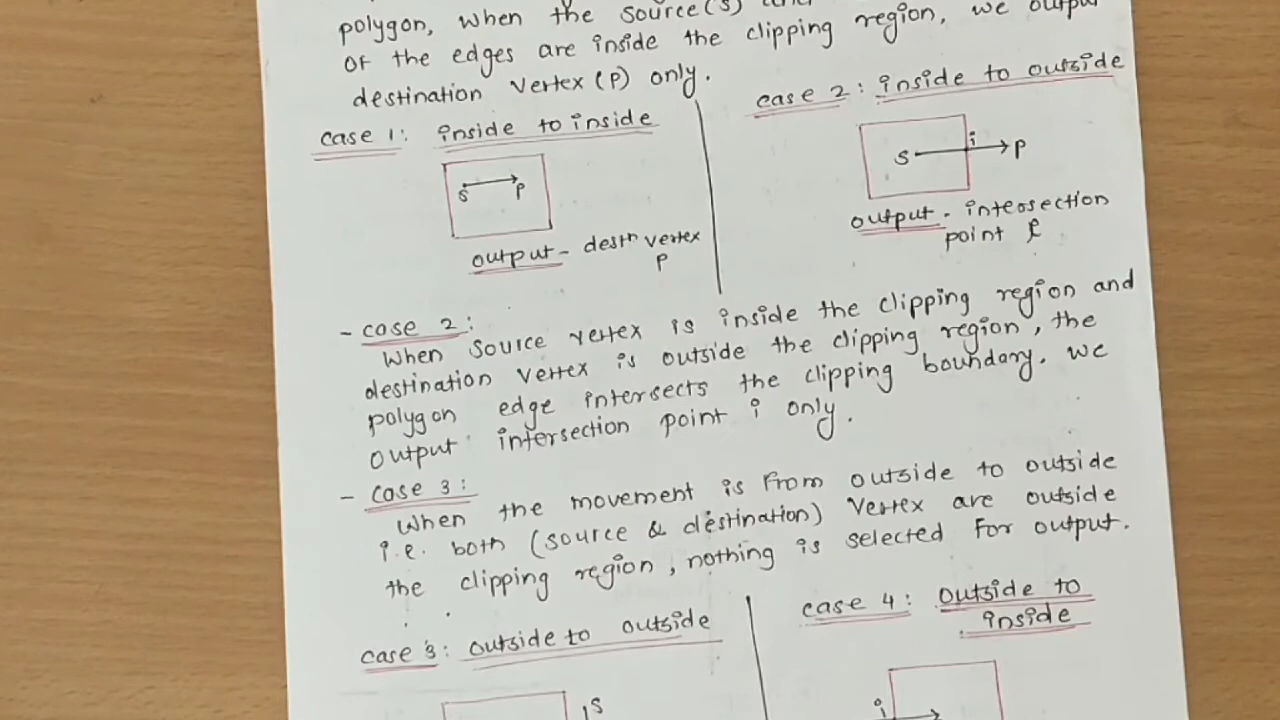 polygon, when the source(s)
of the edges are inside the clipping region, we output
destination vertex (p) only.
case 1: inside to inside
s p
output - destn vertex
p
case 2: inside to outside
s i p
output - intersection
point i
- case 2:
when source vertex is inside the clipping region and
destination vertex is outside the clipping region, the
polygon edge intersects the clipping boundary. we
output intersection point i only.
- case 3:
when the movement is from outside to outside
i.e. both (source & destination) vertex are outside
the clipping region, nothing is selected for output.
case 3: outside to outside
s
case 4: outside to
inside
i